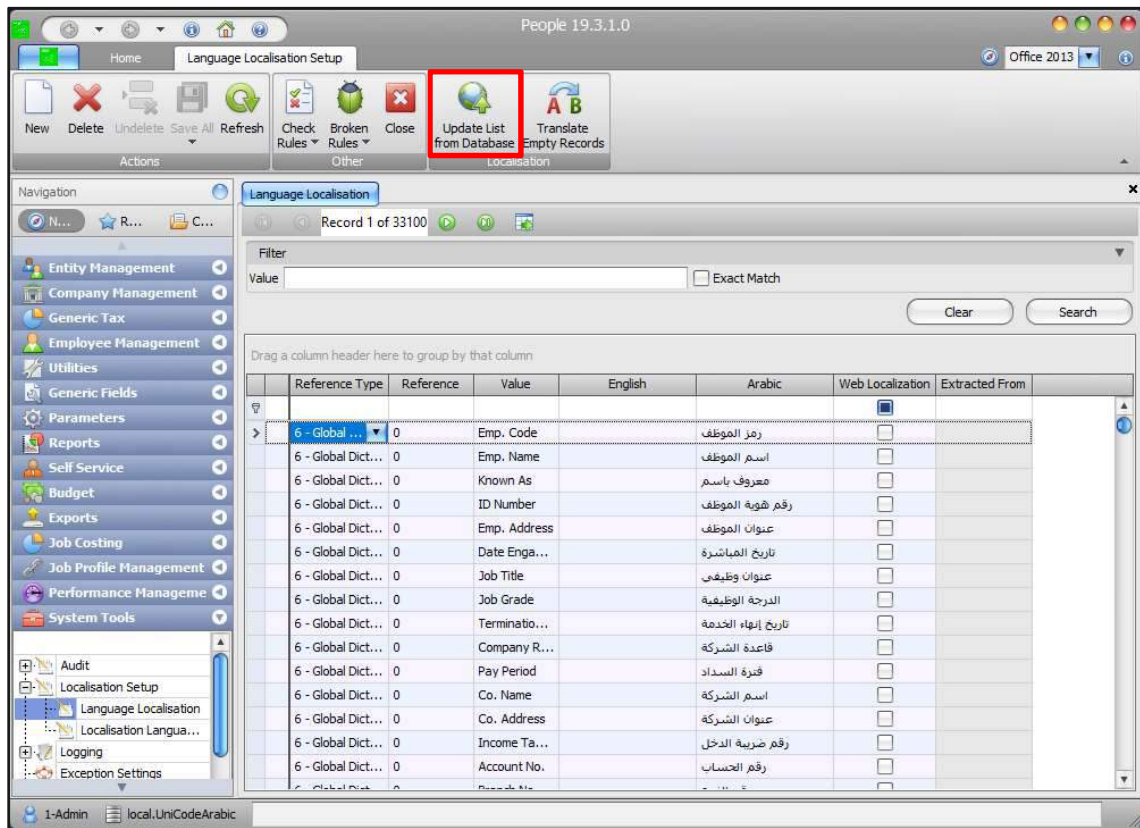 People 19.3.1.0
Home Language Localisation Setup Office 2013
New Delete Undelete Save All Refresh Check Rules Broken Rules Close Update List from Database Translate Empty Records
Actions Other Localisation
Navigation Language Localisation
N... R... C... Record 1 of 33100
Filter
Value Exact Match
Clear Search
Drag a column header here to group by that column
Reference Type Reference Value English Arabic Web Localization Extracted From
6 - Global ... 0 Emp. Code رمز الموظف
6 - Global Dict... 0 Emp. Name اسم الموظف
6 - Global Dict... 0 Known As معروف باسم
6 - Global Dict... 0 ID Number رقم هوية الموظف
6 - Global Dict... 0 Emp. Address عنوان الموظف
6 - Global Dict... 0 Date Enga... تاريخ المباشرة
6 - Global Dict... 0 Job Title عنوان وظيفي
6 - Global Dict... 0 Job Grade الدرجة الوظيفية
6 - Global Dict... 0 Terminatio... تاريخ إنهاء الخدمة
6 - Global Dict... 0 Company R... قاعدة الشركة
6 - Global Dict... 0 Pay Period فترة السداد
6 - Global Dict... 0 Co. Name اسم الشركة
6 - Global Dict... 0 Co. Address عنوان الشركة
6 - Global Dict... 0 Income Ta... رقم ضريبة الدخل
6 - Global Dict... 0 Account No. رقم الحساب
Entity Management
Company Management
Generic Tax
Employee Management
Utilities
Generic Fields
Parameters
Reports
Self Service
Budget
Exports
Job Costing
Job Profile Management
Performance Manageme
System Tools
Audit
Localisation Setup
Language Localisation
Localisation Langua...
Logging
Exception Settings
1-Admin local.UniCodeArabic